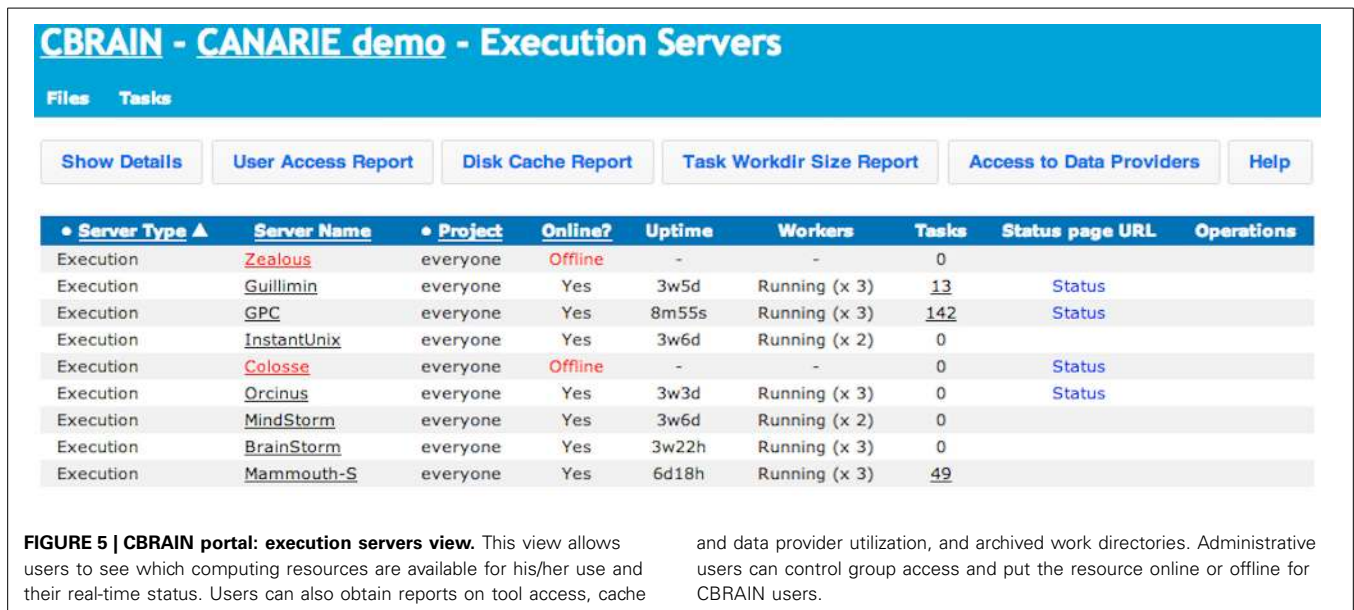 CBRAIN - CANARIE demo - Execution Servers
Files Tasks
Show Details User Access Report Disk Cache Report Task Workdir Size Report Access to Data Providers Help
• Server Type ▲ Server Name • Project Online? Uptime Workers Tasks Status page URL Operations
Execution Zealous everyone Offline - - 0
Execution Guillimin everyone Yes 3w5d Running (x 3) 13 Status
Execution GPC everyone Yes 8m55s Running (x 3) 142 Status
Execution InstantUnix everyone Yes 3w6d Running (x 2) 0
Execution Colosse everyone Offline - - 0 Status
Execution Orcinus everyone Yes 3w3d Running (x 3) 0 Status
Execution MindStorm everyone Yes 3w6d Running (x 2) 0
Execution BrainStorm everyone Yes 3w22h Running (x 3) 0
Execution Mammouth-S everyone Yes 6d18h Running (x 3) 49
FIGURE 5 | CBRAIN portal: execution servers view. This view allows
users to see which computing resources are available for his/her use and
their real-time status. Users can also obtain reports on tool access, cache
and data provider utilization, and archived work directories. Administrative
users can control group access and put the resource online or offline for
CBRAIN users.